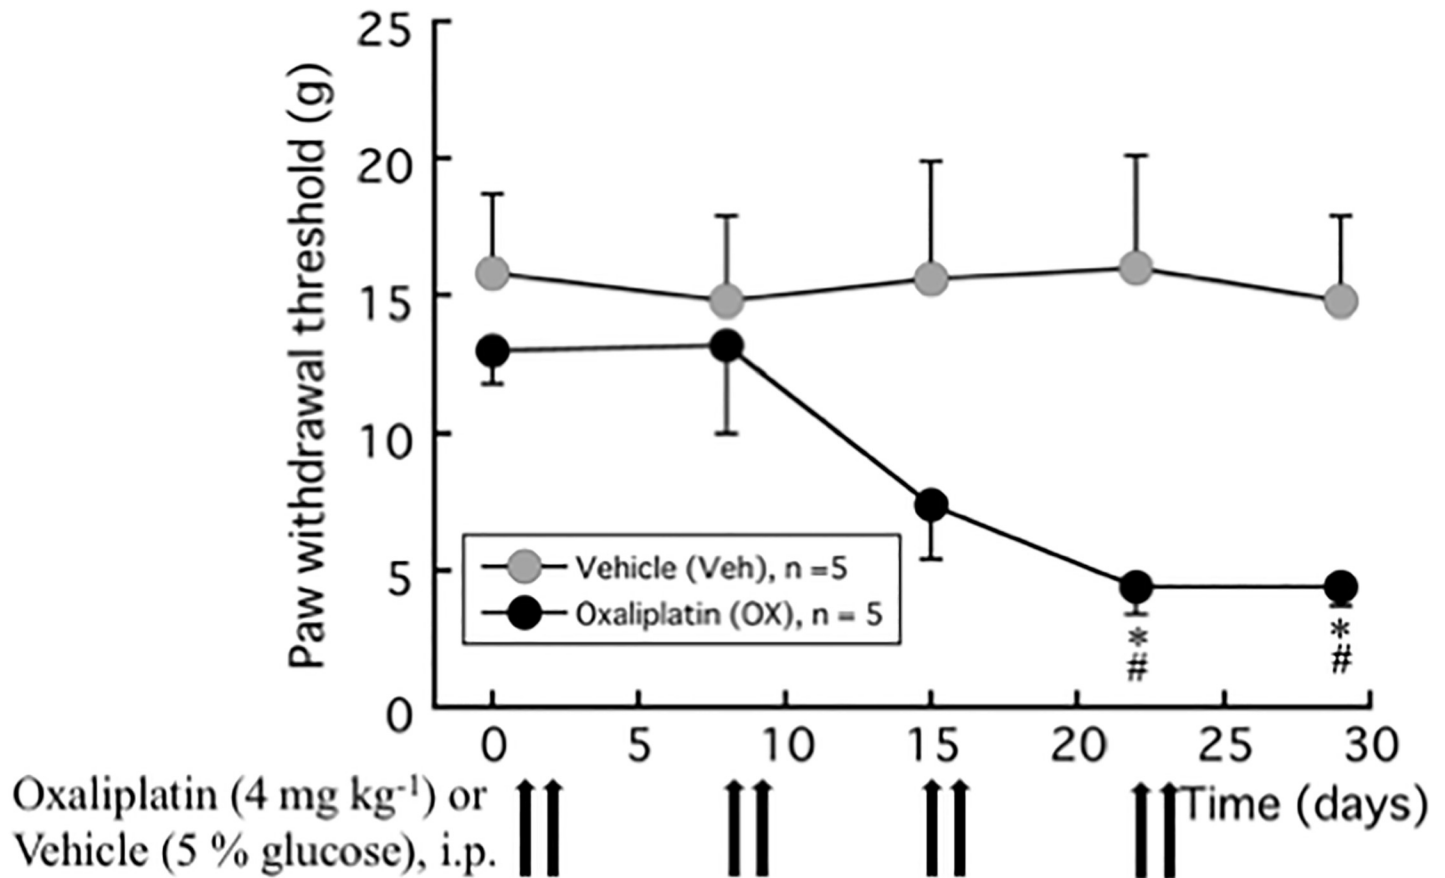 25
20
15
10
5
0
Paw withdrawal threshold (g)
Vehicle (Veh), n =5
Oxaliplatin (OX), n = 5
*
#
*
#
0 5 10 15 20 25 30
Time (days)
Oxaliplatin (4 mg kg⁻¹) or
Vehicle (5 % glucose), i.p.